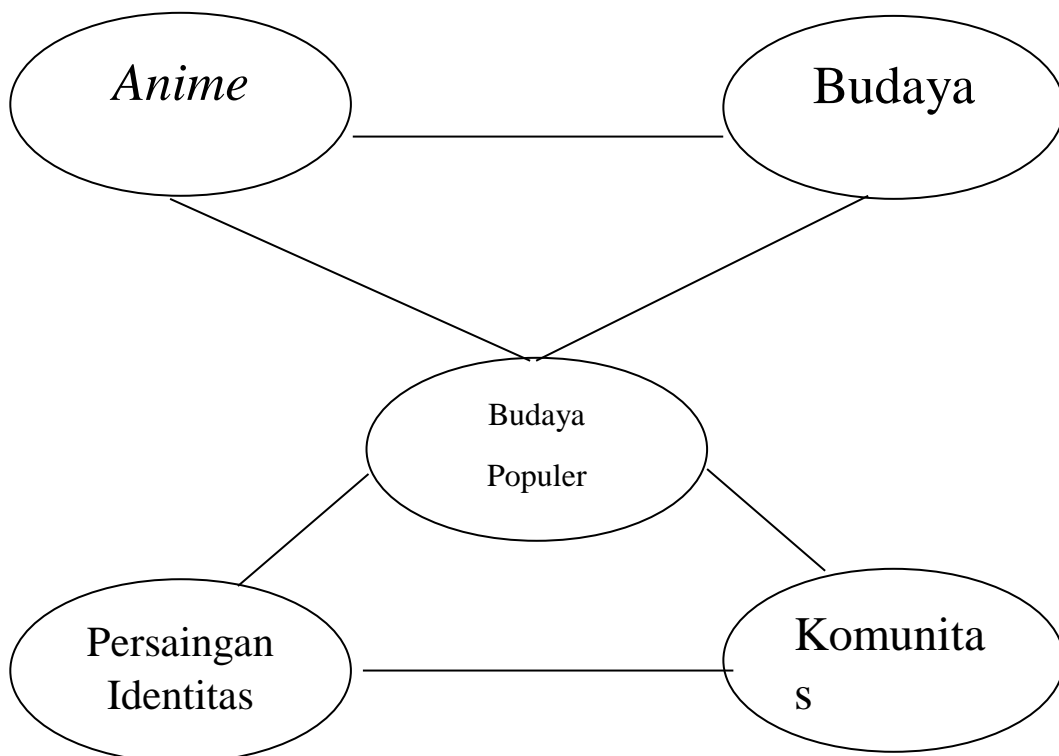 Anime
Budaya
Budaya
Populer
Persaingan
Identitas
Komunita
s